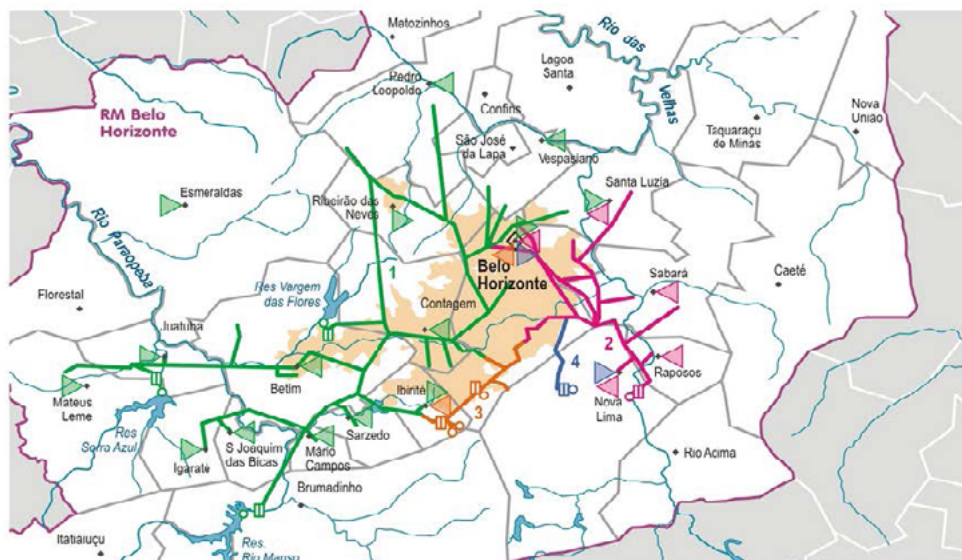 Matozinhos
Rio das
Velhas
Lagoa
Santa
Pedro
Leopoldo
Confins
RM Belo
Horizonte
Nova
União
Taquaraçu
de Minas
São José
da Lapa
Vespasiano
Esmeraldas
Ribeirão das
Neves
Santa Luzia
Rio Paraopeba
1
Belo
Horizonte
Sabará
Caeté
Res Vargem
das Flores
Florestal
Contagem
Juatuba
2
4
Raposos
Mateus
Leme
Betim
Ibirité
3
Nova
Lima
Res
Serra Azul
Sarzedo
Igarapé
S Joaquim
das Bicas
Mário
Campos
Rio Acima
Brumadinho
Itatiaiuçu
Res.
Rio Manso